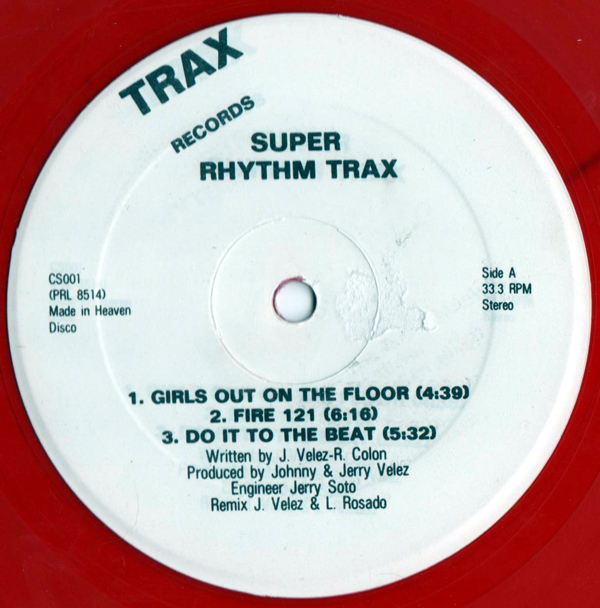 TRAX
RECORDS
SUPER
RHYTHM TRAX
CS001
(PRL 8514)
Made in Heaven
Disco
Side A
33.3 RPM
Stereo
1. GIRLS OUT ON THE FLOOR (4:39)
2. FIRE 121 (6:16)
3. DO IT TO THE BEAT (5:32)
Written by J. Velez-R. Colon
Produced by Johnny & Jerry Velez
Engineer Jerry Soto
Remix J. Velez & L. Rosado